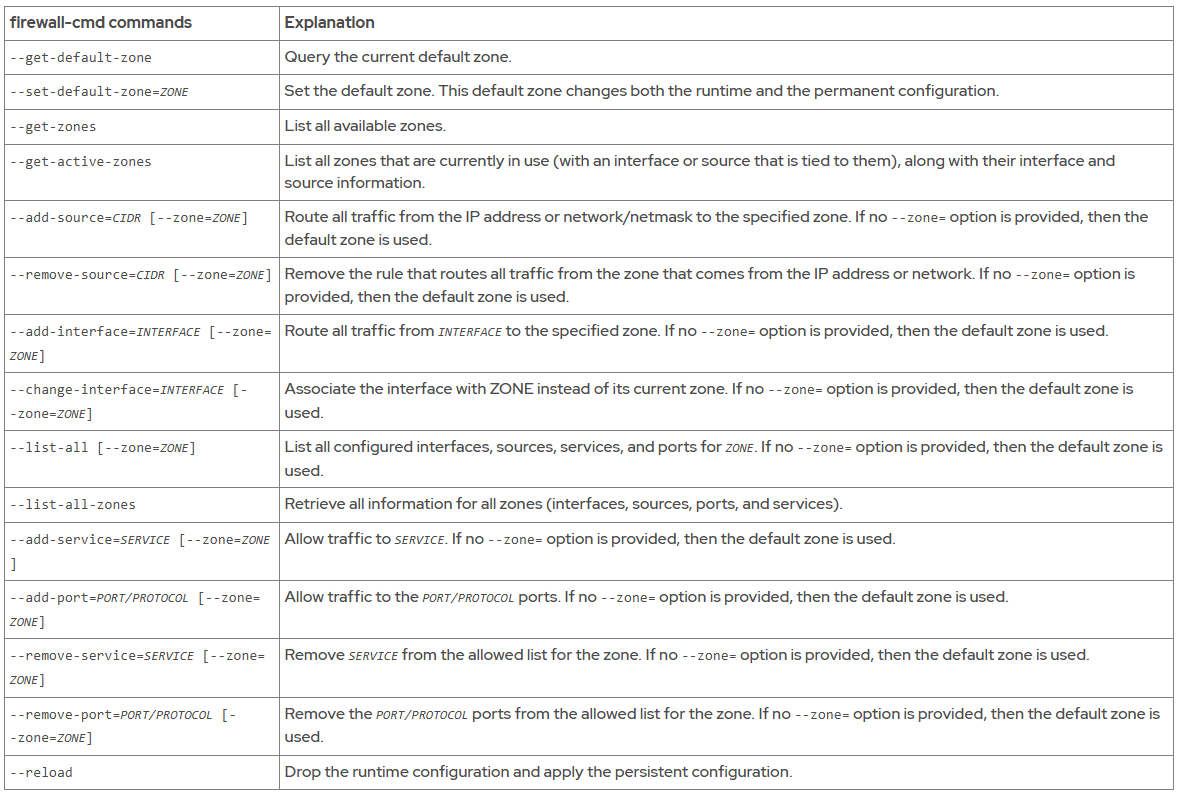 firewall-cmd commands Explanation
--get-default-zone Query the current default zone.
--set-default-zone=ZONE Set the default zone. This default zone changes both the runtime and the permanent configuration.
--get-zones List all available zones.
--get-active-zones List all zones that are currently in use (with an interface or source that is tied to them), along with their interface and
source information.
--add-source=CIDR [--zone=ZONE] Route all traffic from the IP address or network/netmask to the specified zone. If no --zone= option is provided, then the
default zone is used.
--remove-source=CIDR [--zone=ZONE] Remove the rule that routes all traffic from the zone that comes from the IP address or network. If no --zone= option is
provided, then the default zone is used.
--add-interface=INTERFACE [--zone= Route all traffic from INTERFACE to the specified zone. If no --zone= option is provided, then the default zone is used.
ZONE]
--change-interface=INTERFACE [- Associate the interface with ZONE instead of its current zone. If no --zone= option is provided, then the default zone is
-zone=ZONE] used.
--list-all [--zone=ZONE] List all configured interfaces, sources, services, and ports for ZONE. If no --zone= option is provided, then the default zone is
used.
--list-all-zones Retrieve all information for all zones (interfaces, sources, ports, and services).
--add-service=SERVICE [--zone=ZONE Allow traffic to SERVICE. If no --zone= option is provided, then the default zone is used.
]
--add-port=PORT/PROTOCOL [--zone= Allow traffic to the PORT/PROTOCOL ports. If no --zone= option is provided, then the default zone is used.
ZONE]
--remove-service=SERVICE [--zone= Remove SERVICE from the allowed list for the zone. If no --zone= option is provided, then the default zone is used.
ZONE]
--remove-port=PORT/PROTOCOL [- Remove the PORT/PROTOCOL ports from the allowed list for the zone. If no --zone= option is provided, then the default zone is
-zone=ZONE] used.
--reload Drop the runtime configuration and apply the persistent configuration.